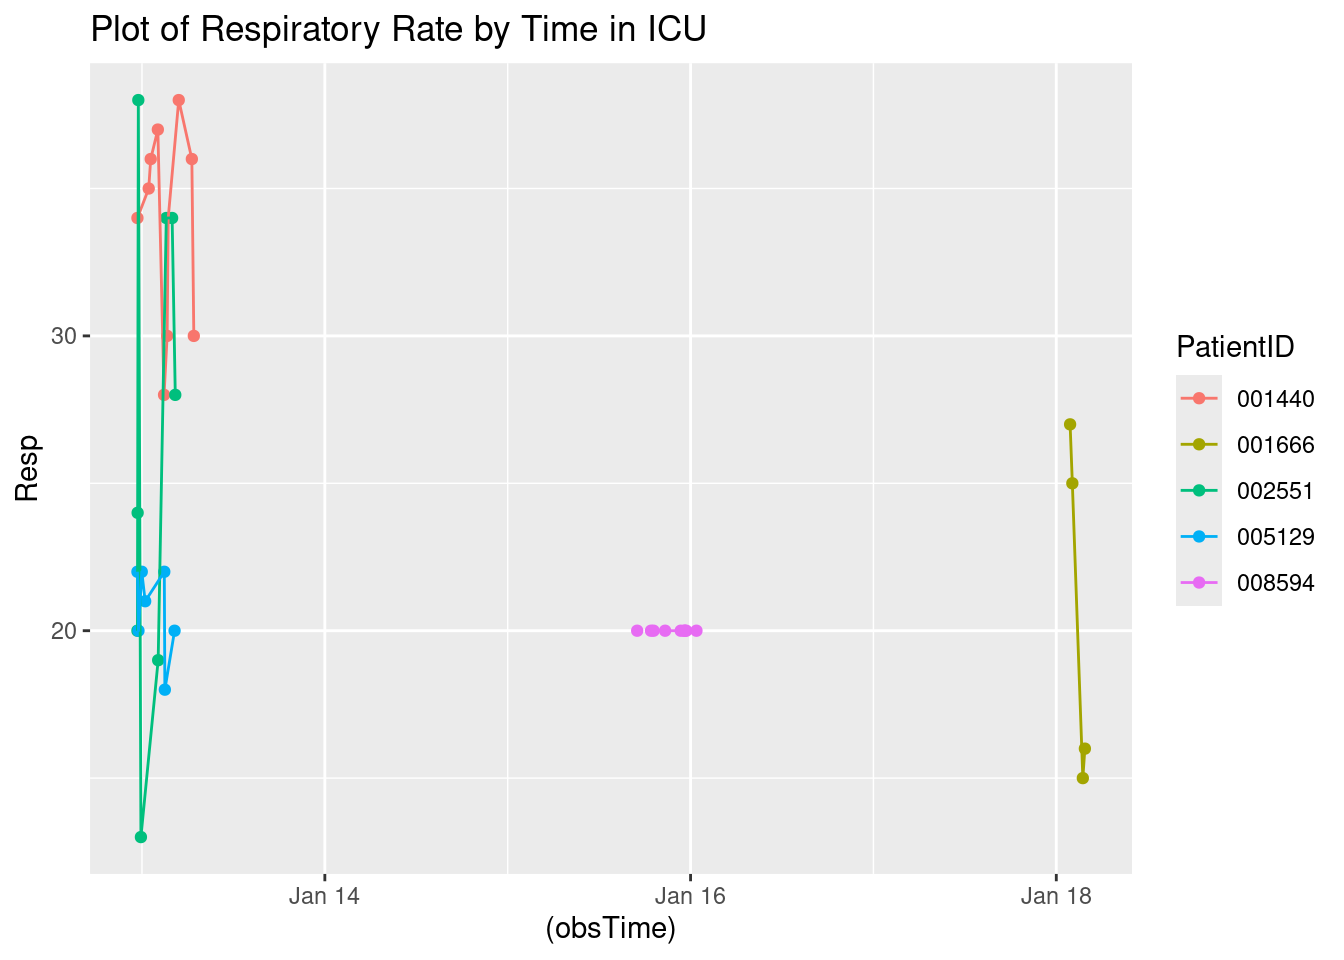 Plot of Respiratory Rate by Time in ICU
Resp
30
20
Jan 14
Jan 16
Jan 18
(obsTime)
PatientID
001440
001666
002551
005129
008594